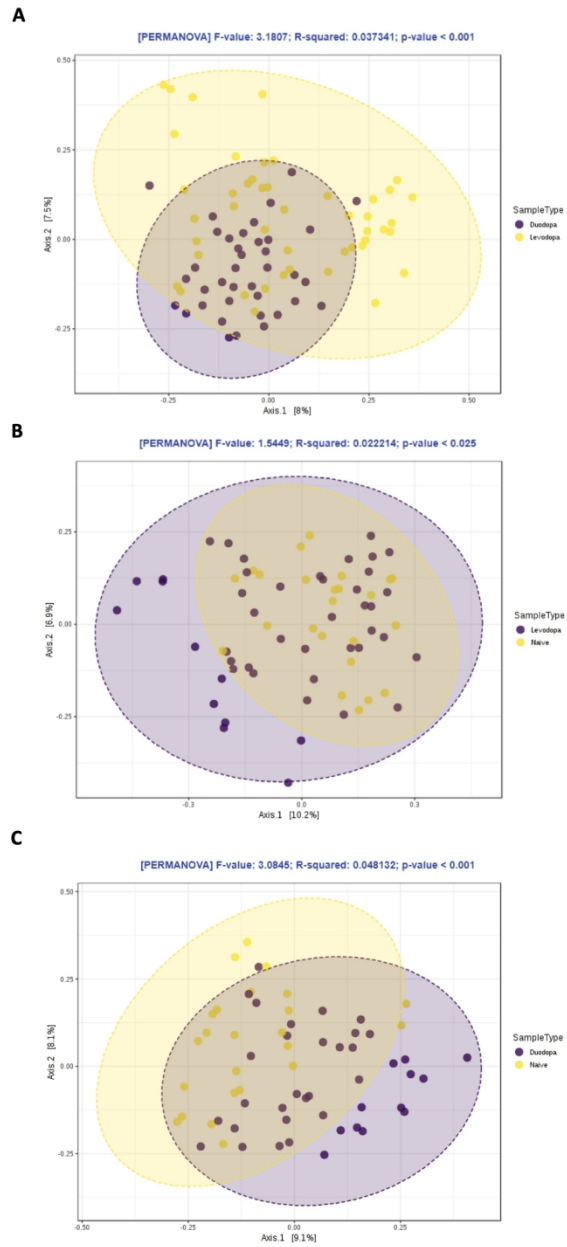 A
[PERMANOVA] F-value: 3.1807; R-squared: 0.037341; p-value < 0.001
0.50
0.25
0.00
-0.25
Axis.2 [7.5%]
-0.25
0.00
0.25
0.50
Axis.1 [8%]
SampleType
Duodopa
Levodopa
B
[PERMANOVA] F-value: 1.5449; R-squared: 0.022214; p-value < 0.025
0.25
0.00
-0.25
Axis.2 [6.9%]
-0.3
0.0
0.3
Axis.1 [10.2%]
SampleType
Levodopa
Naive
C
[PERMANOVA] F-value: 3.0845; R-squared: 0.048132; p-value < 0.001
0.50
0.25
0.00
-0.25
Axis.2 [8.1%]
-0.50
-0.25
0.00
0.25
Axis.1 [9.1%]
SampleType
Duodopa
Naive